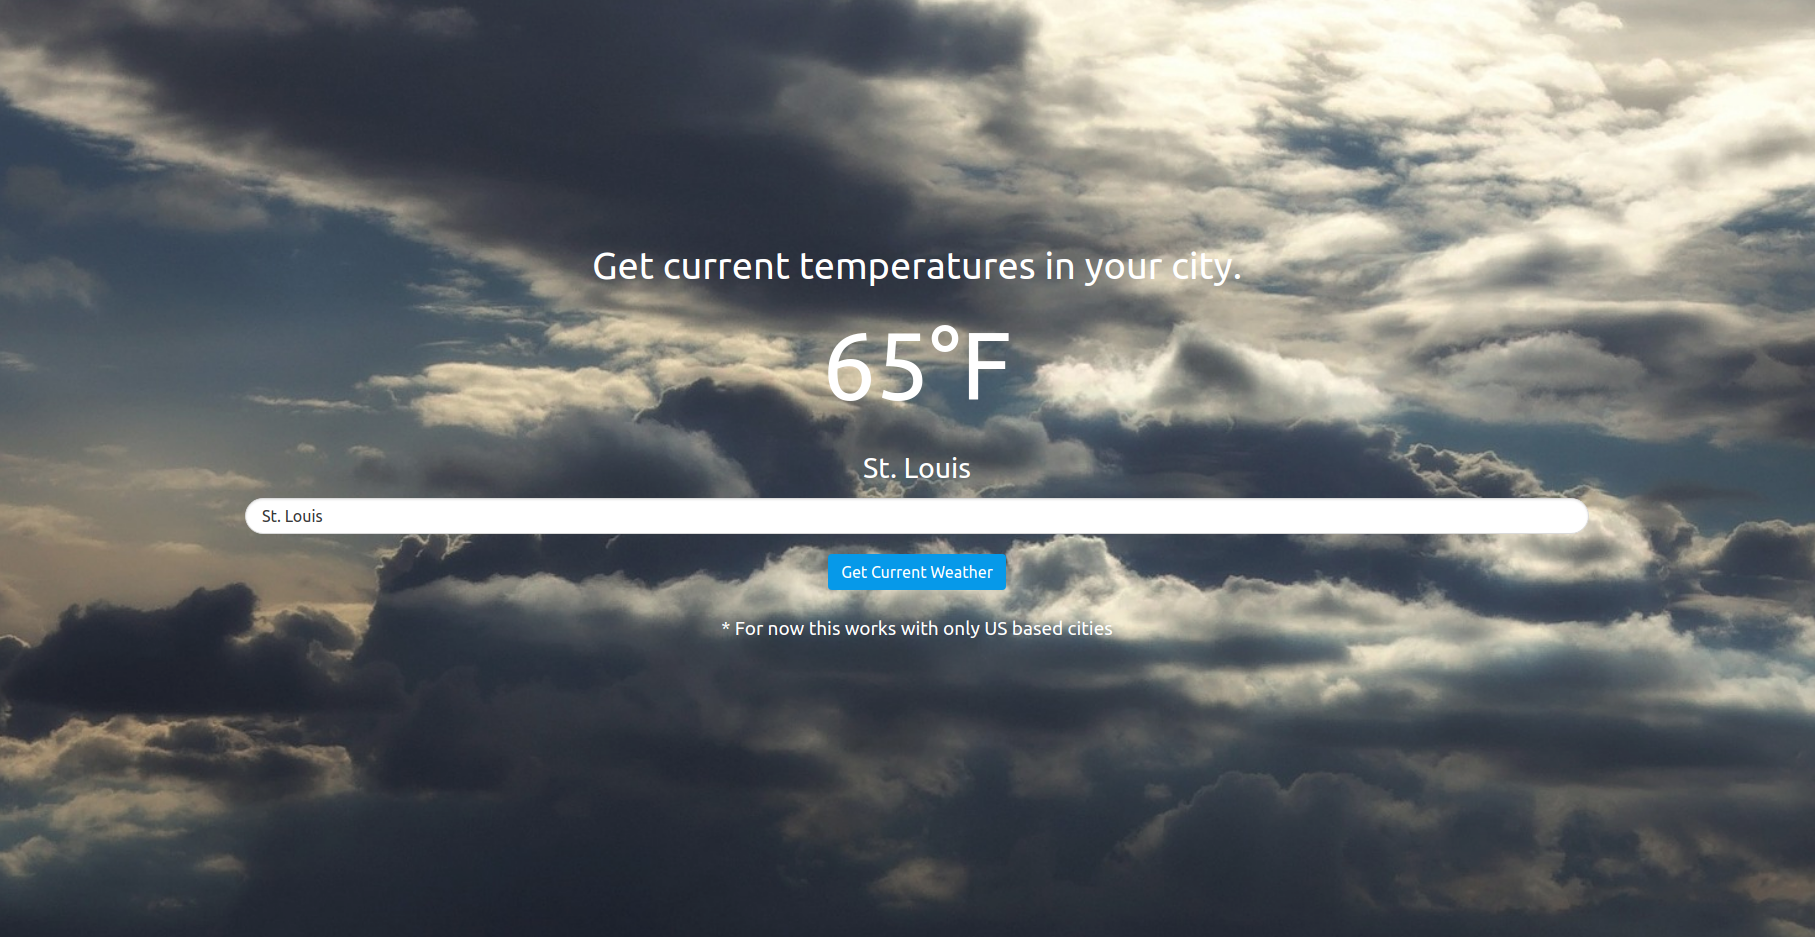 Get current temperatures in your city.
65°F
St. Louis
St. Louis
Get Current Weather
* For now this works with only US based cities